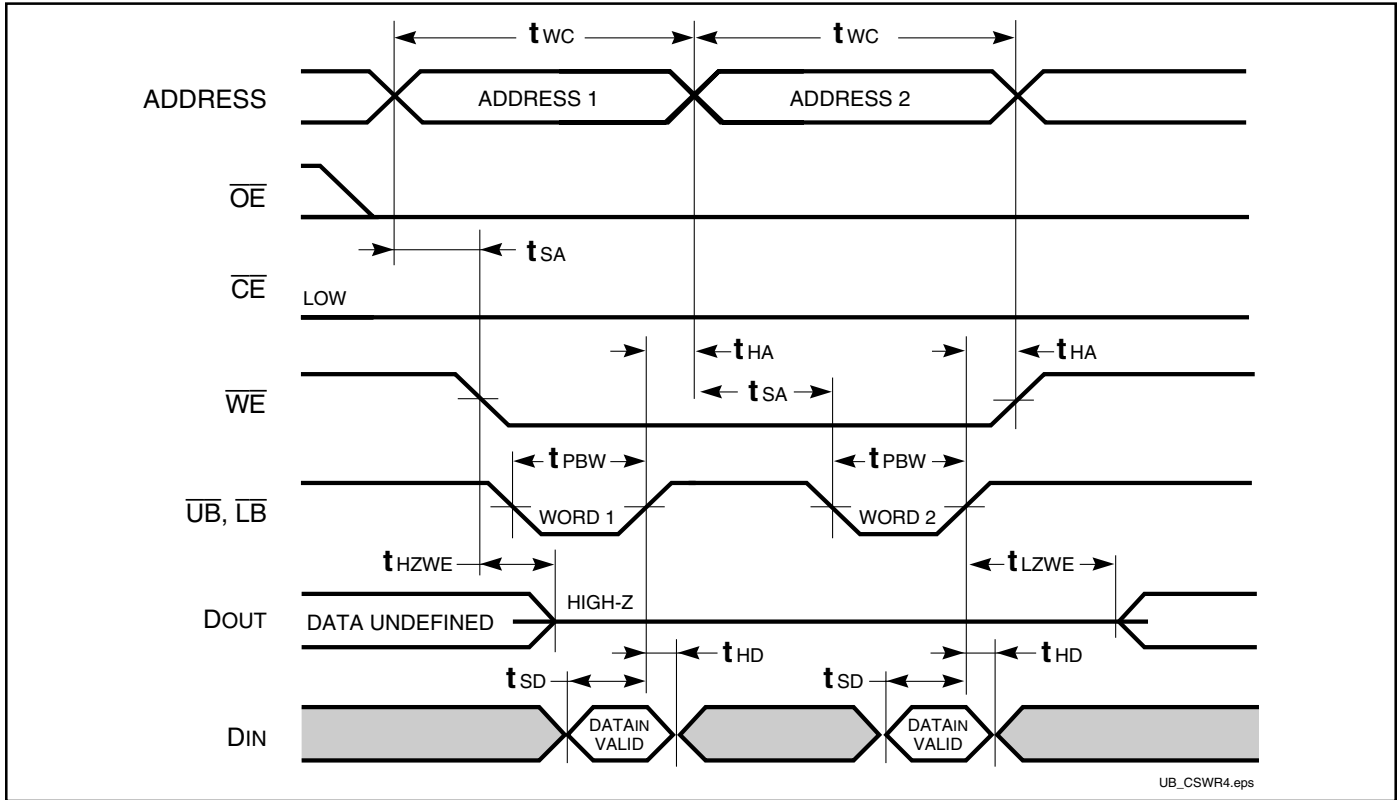 tWC tWC
ADDRESS ADDRESS 1 ADDRESS 2
OE
tSA
CE LOW
tHA tHA
WE tSA
tPBW tPBW
UB, LB WORD 1 WORD 2
tHZWE tLZWE
DOUT DATA UNDEFINED HIGH-Z
tHD tHD
tSD tSD
DIN DATAIN VALID DATAIN VALID
UB_CSWR4.eps